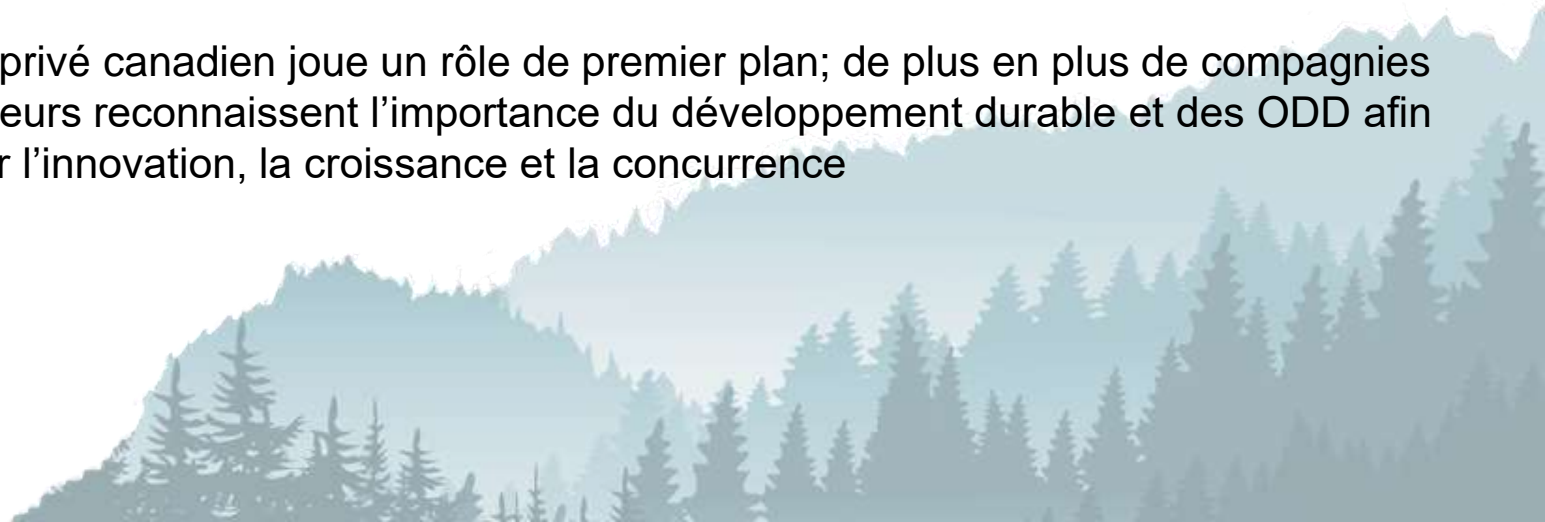 privé canadien joue un rôle de premier plan; de plus en plus de compagnies
eurs reconnaissent l’importance du développement durable et des ODD afin
r l’innovation, la croissance et la concurrence